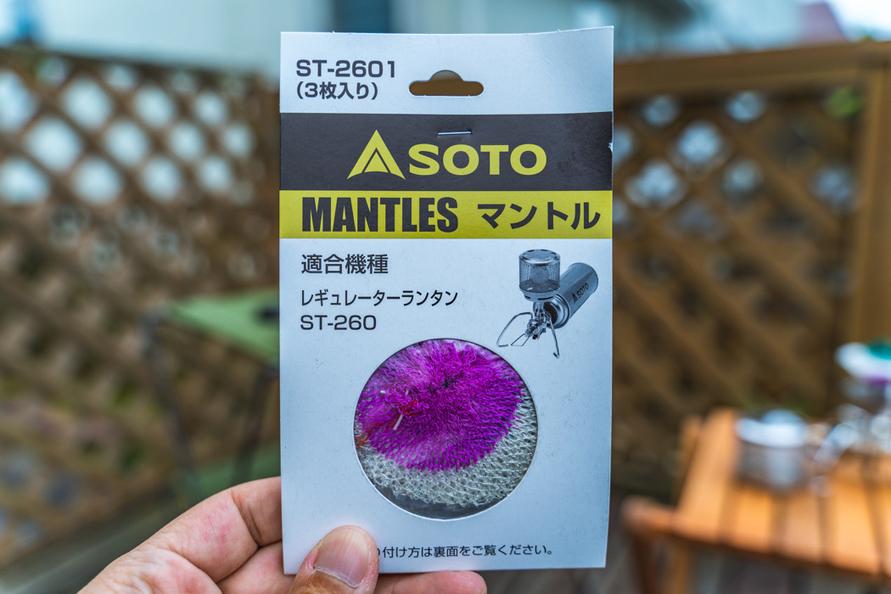 ST-2601
(3枚入り)
SOTO
MANTLES マントル
適合機種
レギュレーターランタン
ST-260
SOTO
付け方は裏面をご覧ください。